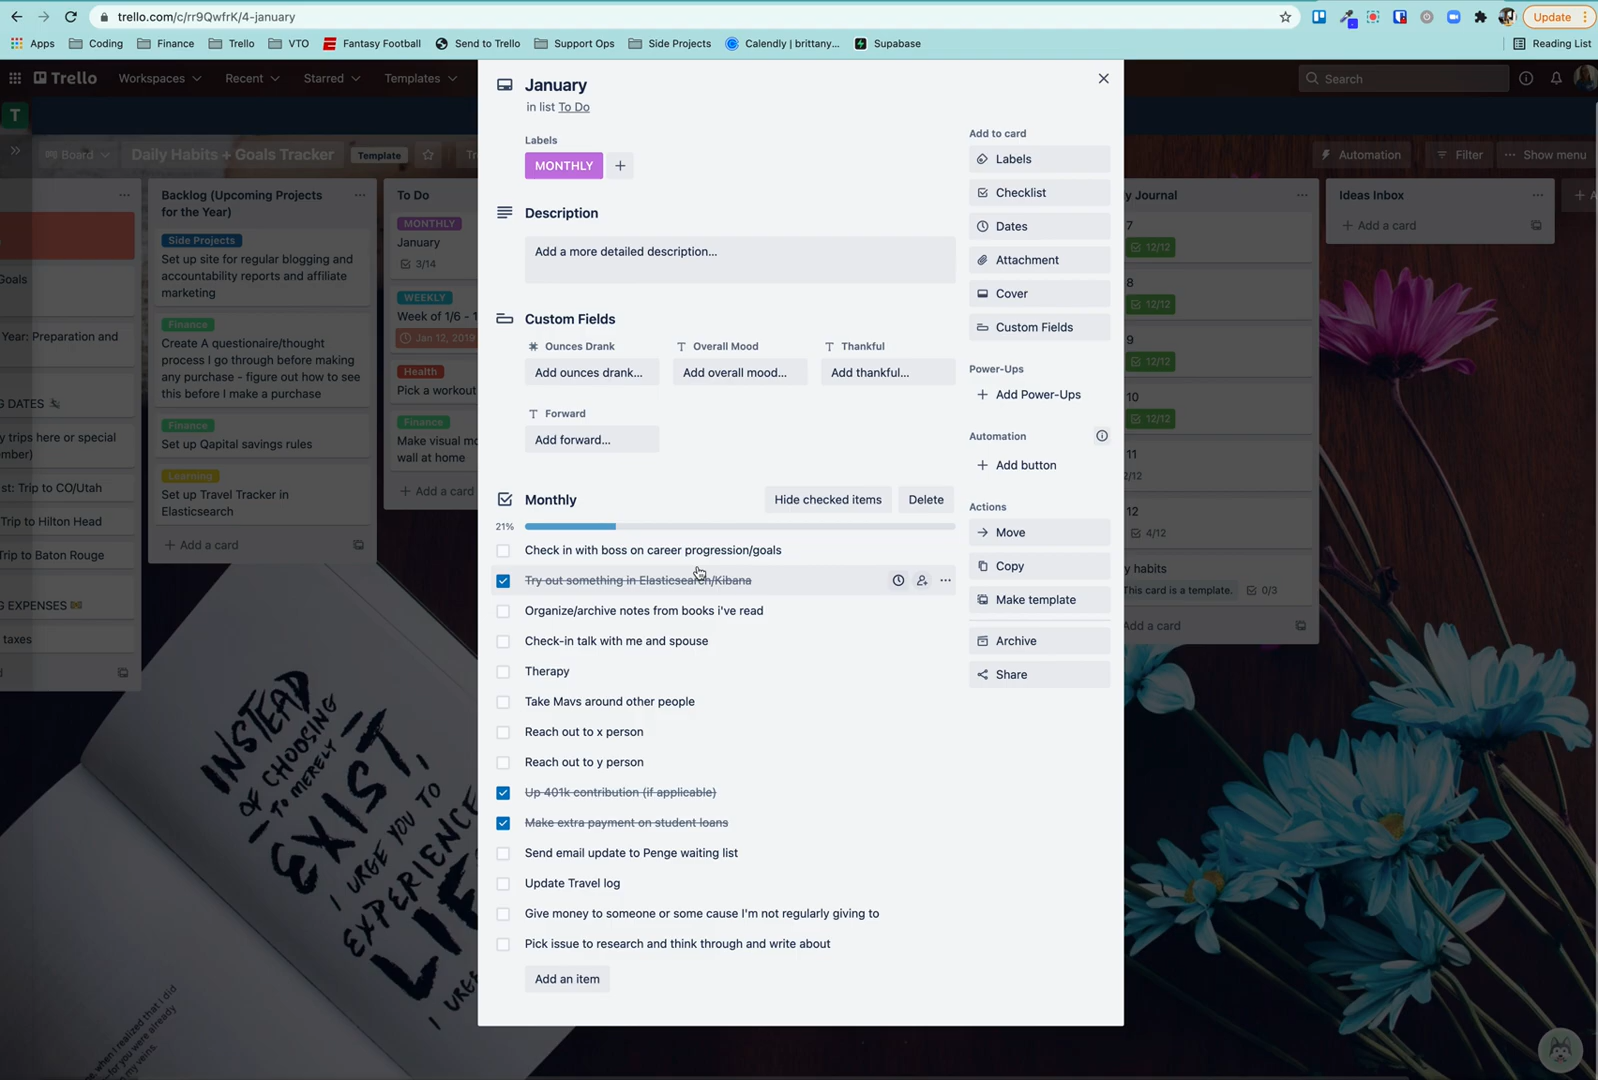 trello.com/c/rr9QwfrK/4-january
Update
Apps
Coding
Finance
Trello
VTO
Fantasy Football
Send to Trello
Support Ops
Side Projects
Calendly | brittany...
Supabase
Reading List
Trello
Workspaces
Recent
Starred
Templates
Search
T
Board
Daily Habits + Goals Tracker
Template
Automation
Filter
Show menu
Goals
Year: Preparation and
G DATES
y trips here or special
mber)
st: Trip to CO/Utah
Trip to Hilton Head
Trip to Baton Rouge
G EXPENSES
taxes
Backlog (Upcoming Projects
for the Year)
Side Projects
Set up site for regular blogging and
accountability reports and affiliate
marketing
Finance
Create A questionaire/thought
process I go through before making
any purchase - figure out how to see
this before I make a purchase
Finance
Set up Qapital savings rules
Learning
Set up Travel Tracker in
Elasticsearch
+ Add a card
To Do
MONTHLY
January
3/14
WEEKLY
Week of 1/6 - 1
Jan 12, 2019
Health
Pick a workout
Finance
Make visual mo
wall at home
+ Add a card
January
in list To Do
Labels
MONTHLY
+
Description
Add a more detailed description...
Custom Fields
Ounces Drank
Overall Mood
Thankful
Add ounces drank...
Add overall mood...
Add thankful...
Forward
Add forward...
Monthly
Hide checked items
Delete
21%
Check in with boss on career progression/goals
Try out something in Elasticsearch/Kibana
Organize/archive notes from books i've read
Check-in talk with me and spouse
Therapy
Take Mavs around other people
Reach out to x person
Reach out to y person
Up 401k contribution (if applicable)
Make extra payment on student loans
Send email update to Penge waiting list
Update Travel log
Give money to someone or some cause I'm not regularly giving to
Pick issue to research and think through and write about
Add an item
Add to card
Labels
Checklist
Dates
Attachment
Cover
Custom Fields
Power-Ups
+ Add Power-Ups
Automation
+ Add button
Actions
Move
Copy
Make template
Archive
Share
y Journal
7
12/12
8
12/12
9
12/12
10
12/12
11
2/12
12
4/12
y habits
This card is a template.
0/3
Add a card
Ideas Inbox
+ Add a card
+ A
INSTEAD
OF CHOOSING
TO MERELY
EXIST,
I URGE YOU TO
EXPERIENCE
LI
I URGE
when I realized that I did